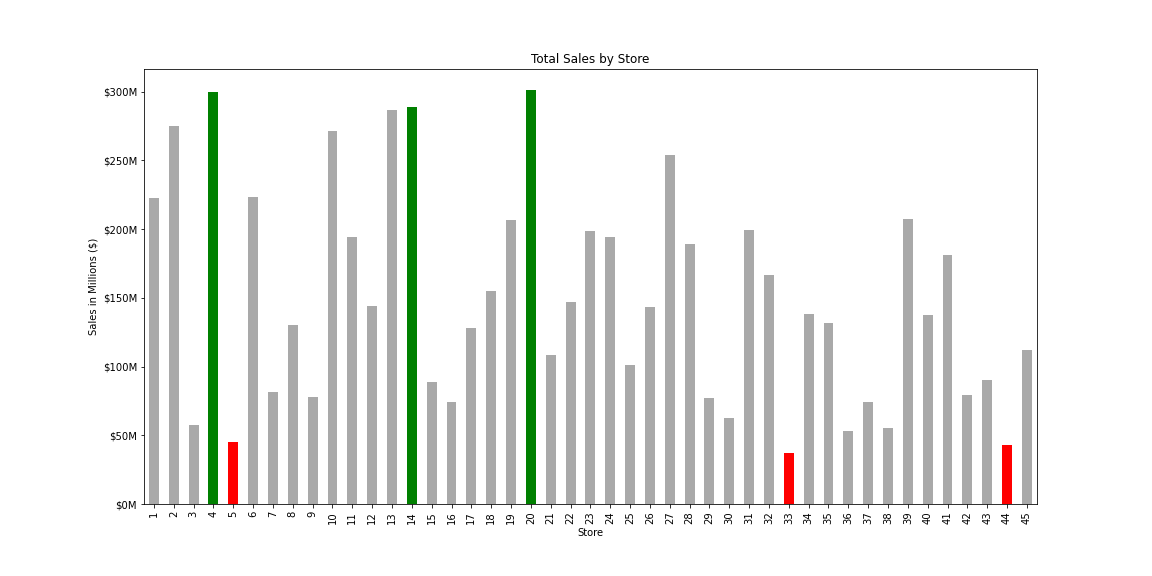 Total Sales by Store
$300M
$250M
$200M
$150M
$100M
$50M
$0M
Sales in Millions ($)
1 2 3 4 5 6 7 8 9 10 11 12 13 14 15 16 17 18 19 20 21 22 23 24 25 26 27 28 29 30 31 32 33 34 35 36 37 38 39 40 41 42 43 44 45
Store